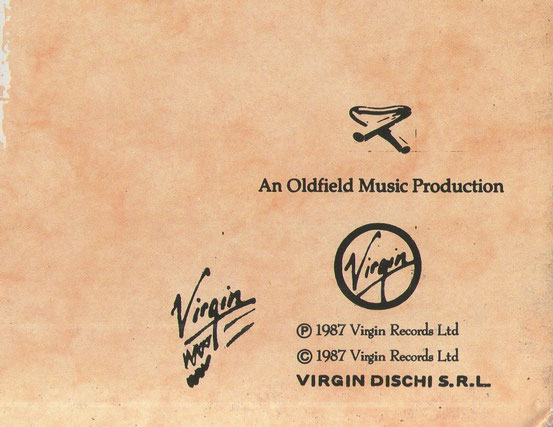 An Oldfield Music Production
Virgin
Virgin
Ⓟ 1987 Virgin Records Ltd
© 1987 Virgin Records Ltd
VIRGIN DISCHI S.R.L.